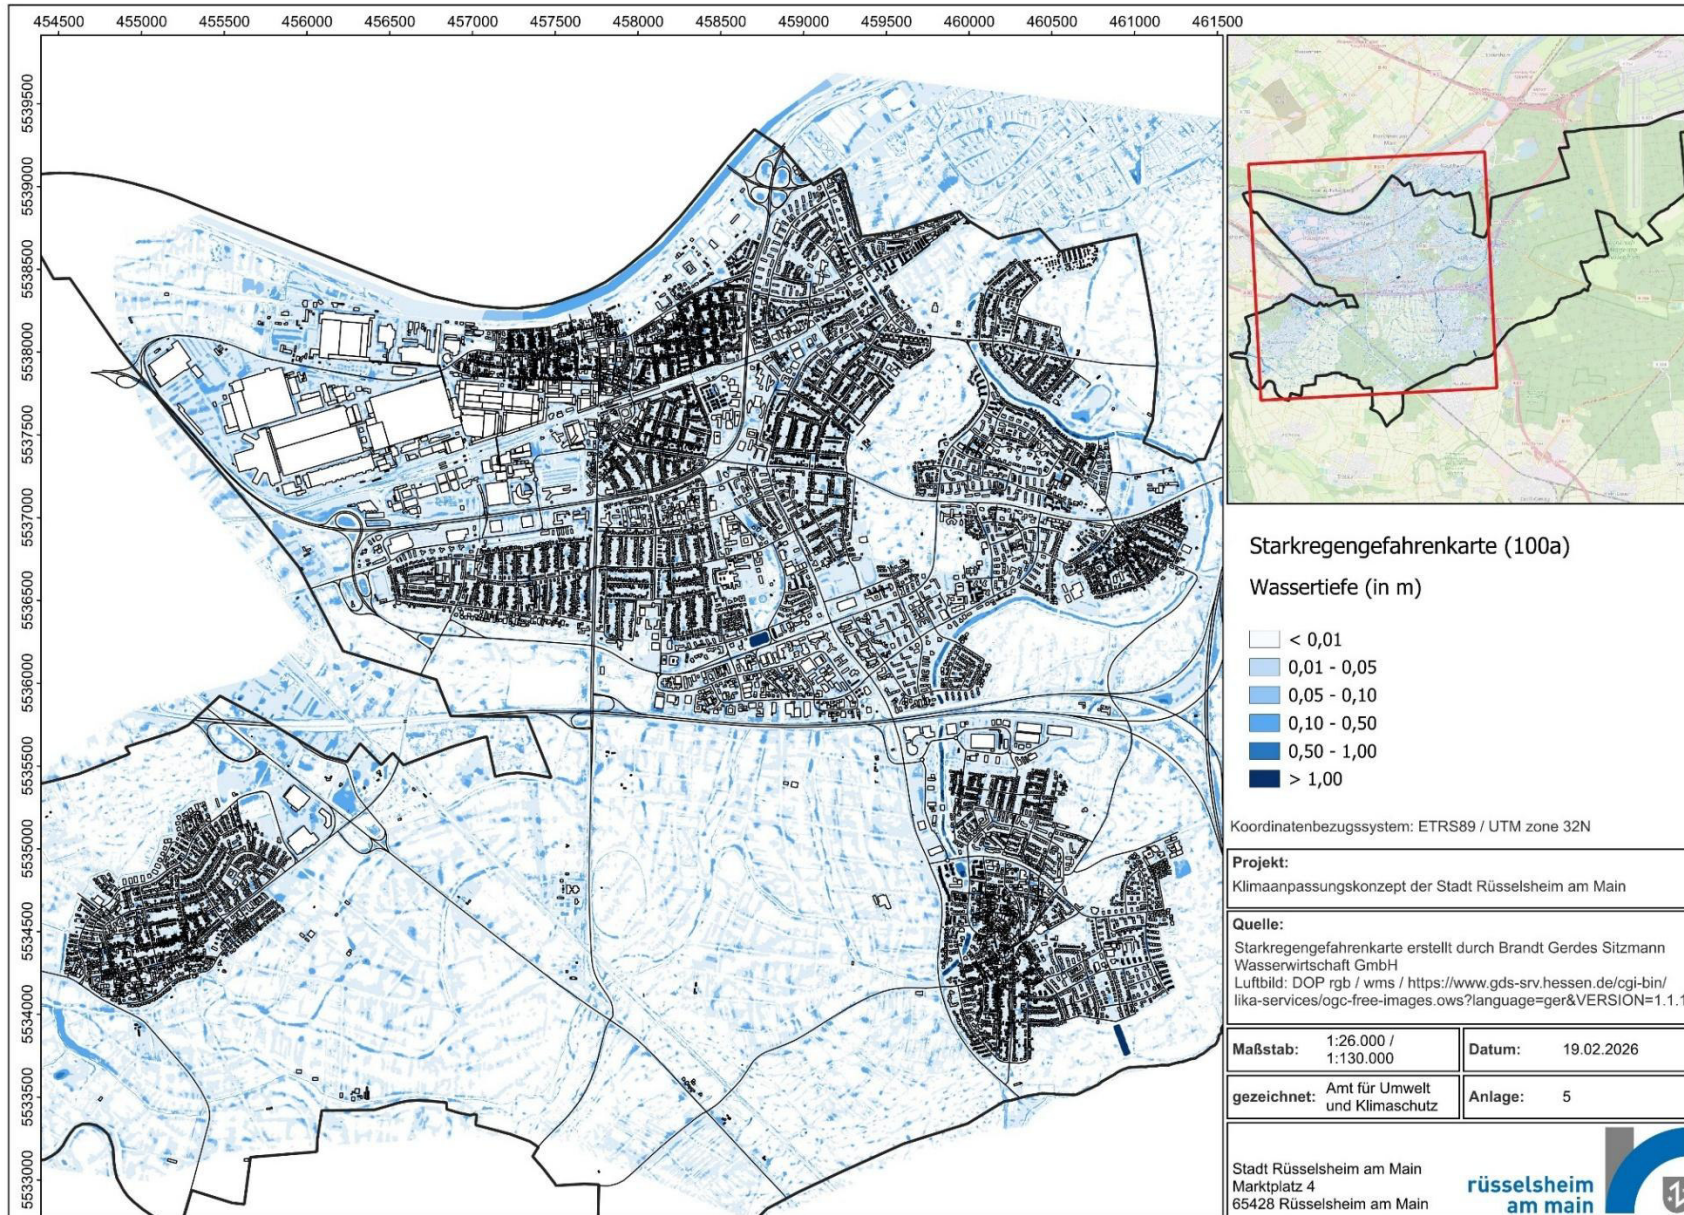 454500 455000 455500 456000 456500 457000 457500 458000 458500 459000 459500 460000 460500 461000 461500
5539500
5539000
5538500
5538000
5537500
5537000
5536500
5536000
5535500
5535000
5534500
5534000
5533500
5533000
Starkregengefahrenkarte (100a)
Wassertiefe (in m)
< 0,01
0,01 - 0,05
0,05 - 0,10
0,10 - 0,50
0,50 - 1,00
> 1,00
Koordinatenbezugssystem: ETRS89 / UTM zone 32N
Projekt:
Klimaanpassungskonzept der Stadt Rüsselsheim am Main
Quelle:
Starkregengefahrenkarte erstellt durch Brandt Gerdes Sitzmann
Wasserwirtschaft GmbH
Luftbild: DOP rgb / wms / https://www.gds-srv.hessen.de/cgi-bin/
lika-services/ogc-free-images.ows?language=ger&VERSION=1.1.1
Maßstab: 1:26.000 /
1:130.000
Datum: 19.02.2026
gezeichnet: Amt für Umwelt
und Klimaschutz
Anlage: 5
Stadt Rüsselsheim am Main
Marktplatz 4
65428 Rüsselsheim am Main
rüsselsheim
am main